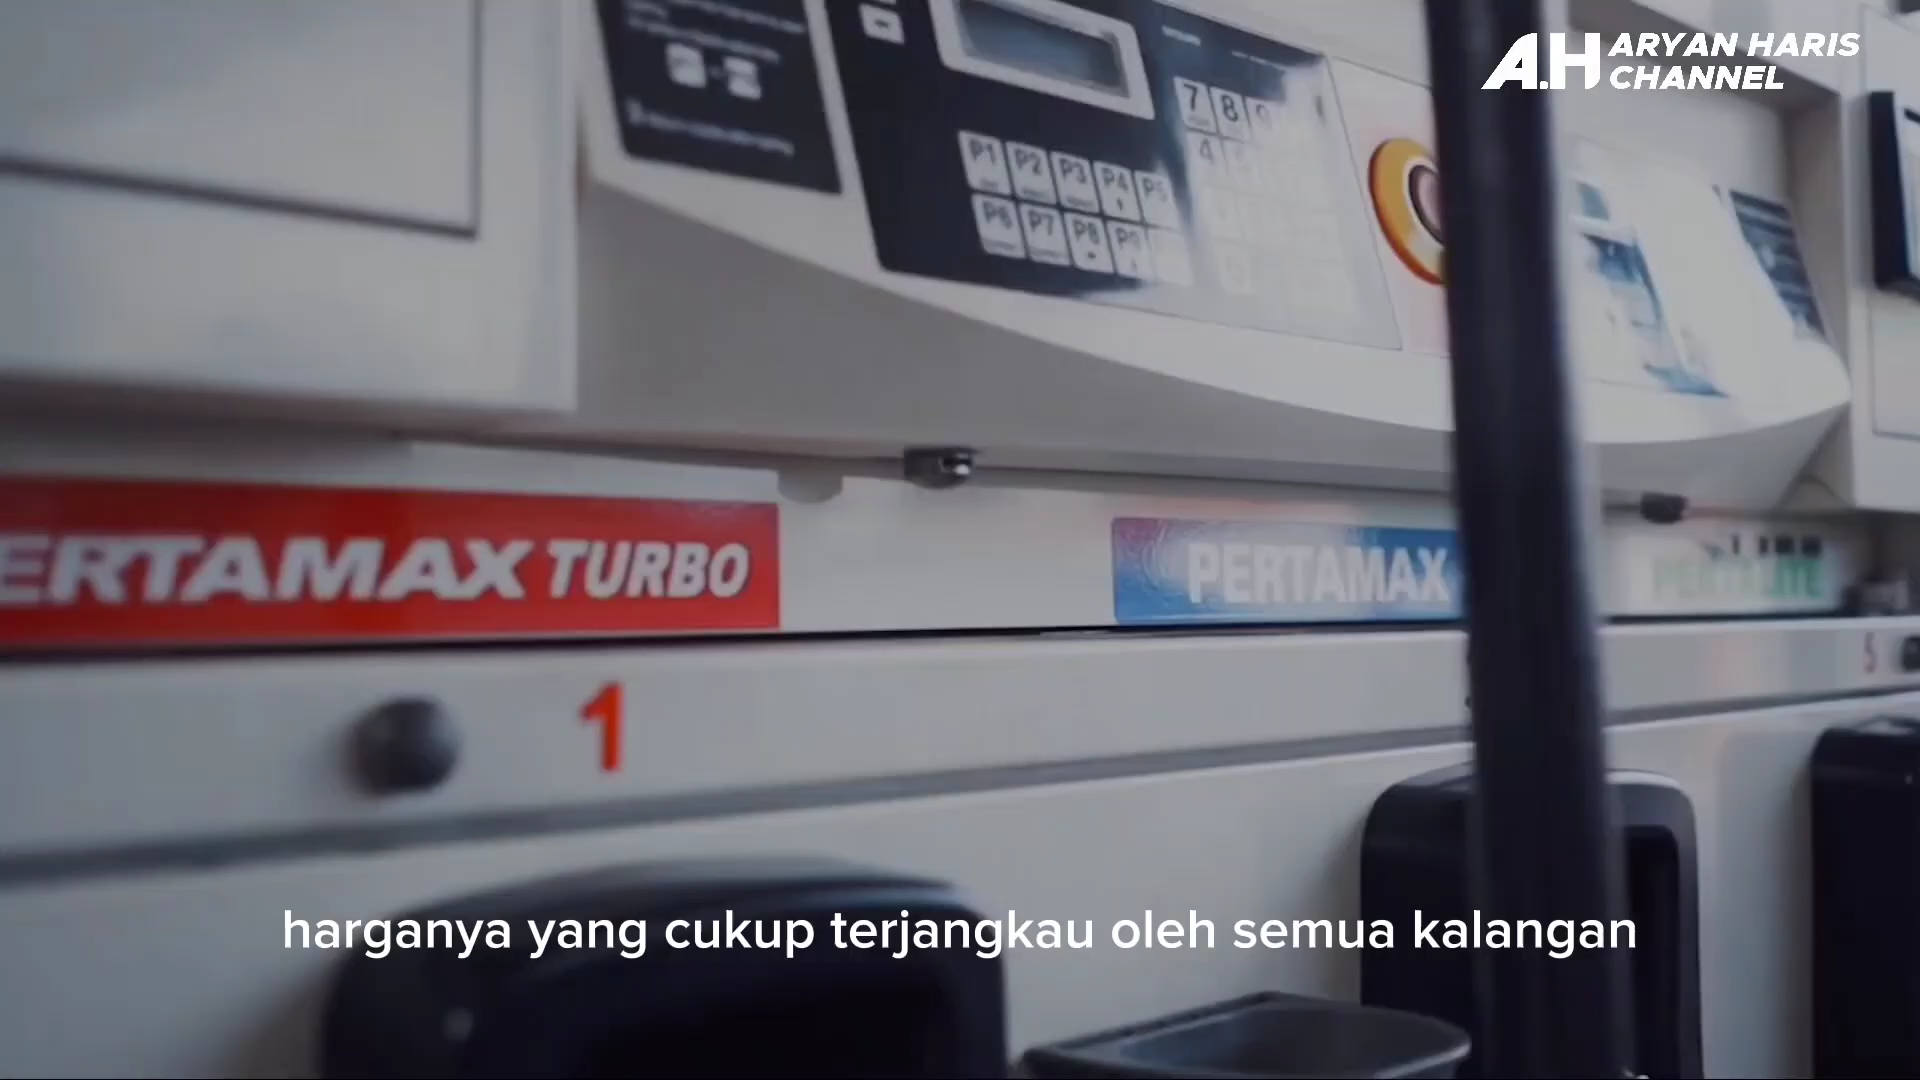 A.H ARYAN HARIS
CHANNEL
7 8 9
4
P1 P2 P3 P4 P5
P6 P7 P8 P9
ERTAMAX TURBO
PERTAMAX
1
5
harganya yang cukup terjangkau oleh semua kalangan